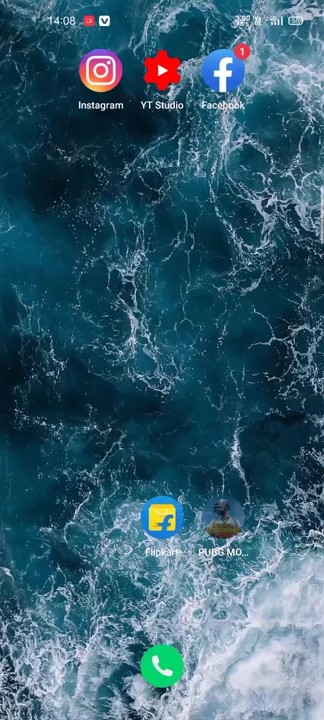 14:08
1
Instagram
YT Studio
Facebook
Flipkart
PUBG MO...